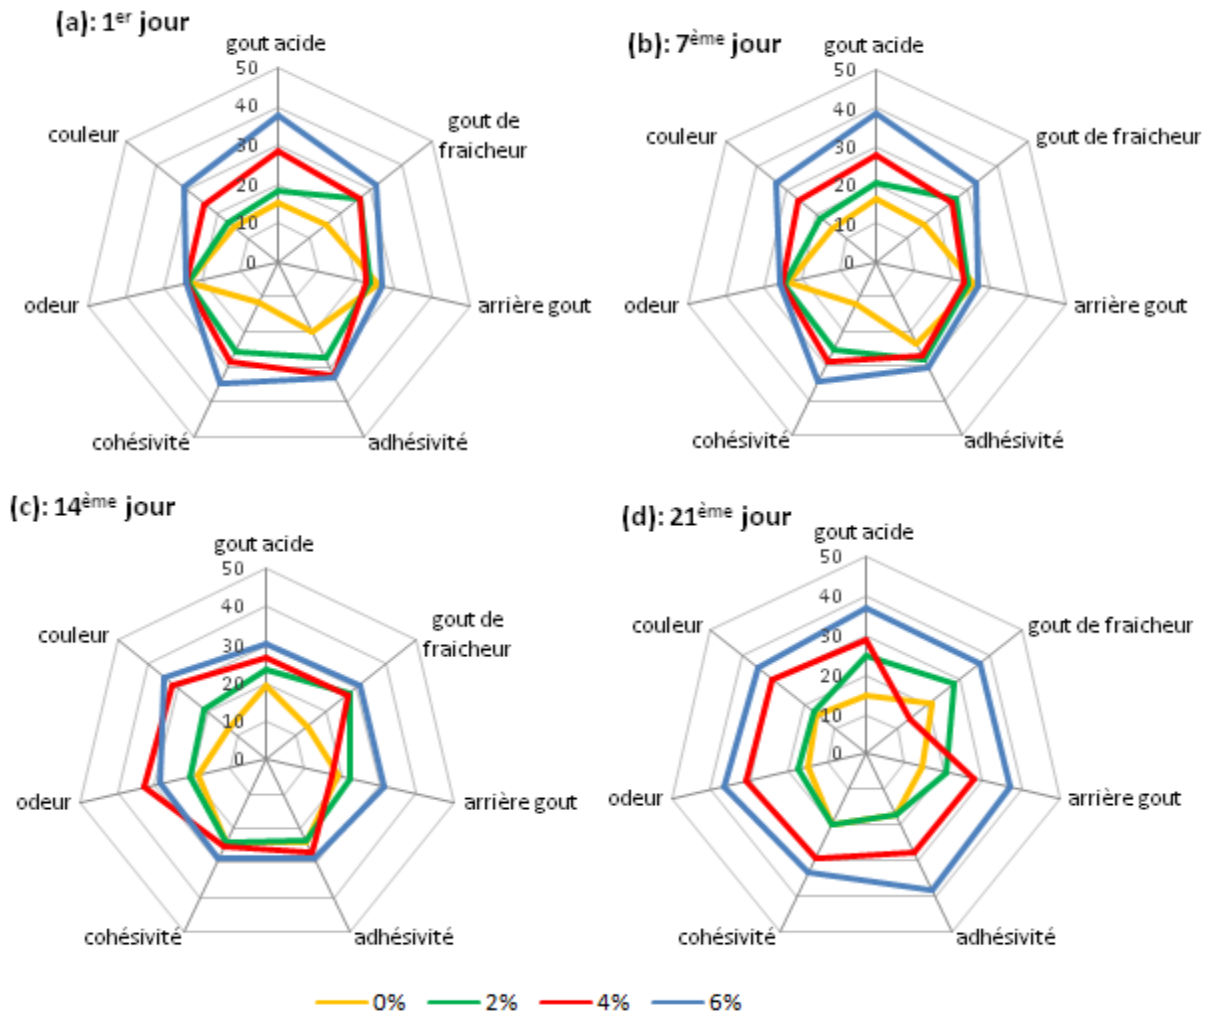 (a): 1er jour
gout acide
50
40
30
20
10
0
couleur
gout de
fraicheur
odeur
arrière gout
cohésivité
adhésivité
(b): 7ème jour
gout acide
50
40
30
20
10
0
couleur
gout de fraicheur
odeur
arrière gout
cohésivité
adhésivité
(c): 14ème jour
gout acide
50
40
30
20
10
0
couleur
gout de
fraicheur
odeur
arrière gout
cohésivité
adhésivité
(d): 21ème jour
gout acide
50
40
30
20
10
0
couleur
gout de fraicheur
odeur
arrière gout
cohésivité
adhésivité
0% 2% 4% 6%